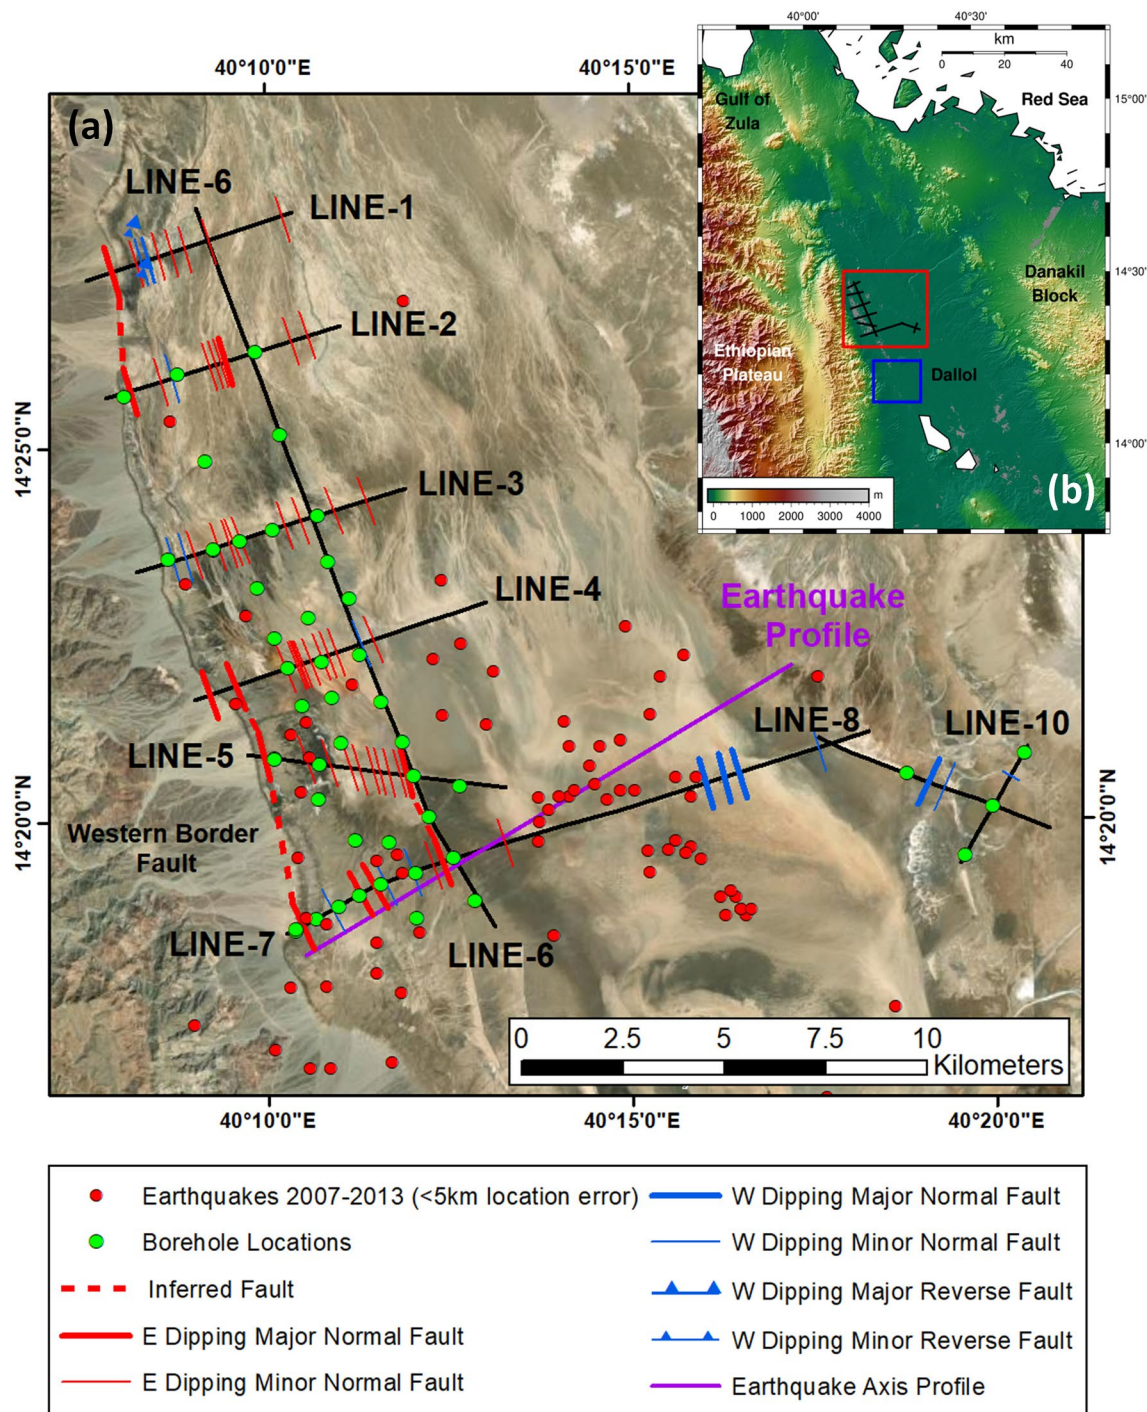 40°10'0"E
40°15'0"E
(a)
LINE-6
LINE-1
LINE-2
LINE-3
LINE-4
LINE-5
Western Border
Fault
LINE-7
LINE-6
Earthquake
Profile
LINE-8
LINE-10
14°25'0"N
14°20'0"N
14°20'0"N
0
2.5
5
7.5
10
Kilometers
40°10'0"E
40°15'0"E
40°20'0"E
40°00'
40°30'
km
0
20
40
Gulf of
Zula
Red Sea
15°00'
14°30'
14°00'
Danakil
Block
Ethiopian
Plateau
Dallol
(b)
m
0
1000
2000
3000
4000
Earthquakes 2007-2013 (<5km location error)
Borehole Locations
Inferred Fault
E Dipping Major Normal Fault
E Dipping Minor Normal Fault
W Dipping Major Normal Fault
W Dipping Minor Normal Fault
W Dipping Major Reverse Fault
W Dipping Minor Reverse Fault
Earthquake Axis Profile